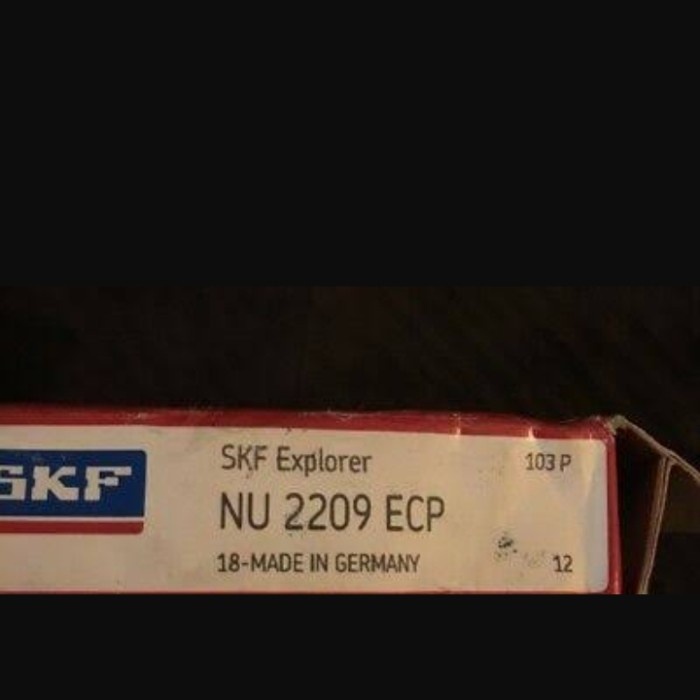 SKF
SKF Explorer
103 P
NU 2209 ECP
18-MADE IN GERMANY
12